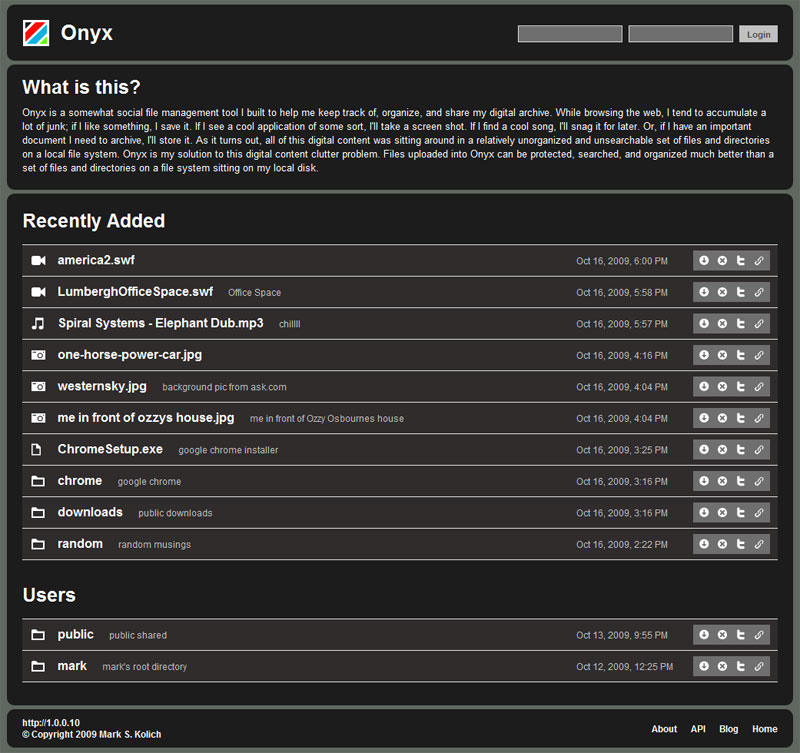 Onyx
Login
What is this?
Onyx is a somewhat social file management tool I built to help me keep track of, organize, and share my digital archive. While browsing the web, I tend to accumulate a
lot of junk; if I like something, I save it. If I see a cool application of some sort, I'll take a screen shot. If I find a cool song, I'll snag it for later. Or, if I have an important
document I need to archive, I'll store it. As it turns out, all of this digital content was sitting around in a relatively unorganized and unsearchable set of files and directories
on a local file system. Onyx is my solution to this digital content clutter problem. Files uploaded into Onyx can be protected, searched, and organized much better than a
set of files and directories on a file system sitting on my local disk.
Recently Added
america2.swf Oct 16, 2009, 6:00 PM
LumberghOfficeSpace.swf Office Space Oct 16, 2009, 5:58 PM
Spiral Systems - Elephant Dub.mp3 chillll Oct 16, 2009, 5:57 PM
one-horse-power-car.jpg Oct 16, 2009, 4:16 PM
westernsky.jpg background pic from ask.com Oct 16, 2009, 4:04 PM
me in front of ozzys house.jpg me in front of Ozzy Osbournes house Oct 16, 2009, 4:04 PM
ChromeSetup.exe google chrome installer Oct 16, 2009, 3:25 PM
chrome google chrome Oct 16, 2009, 3:16 PM
downloads public downloads Oct 16, 2009, 3:16 PM
random random musings Oct 16, 2009, 2:22 PM
Users
public public shared Oct 13, 2009, 9:55 PM
mark mark's root directory Oct 12, 2009, 12:25 PM
http://1.0.0.10
© Copyright 2009 Mark S. Kolich
About API Blog Home